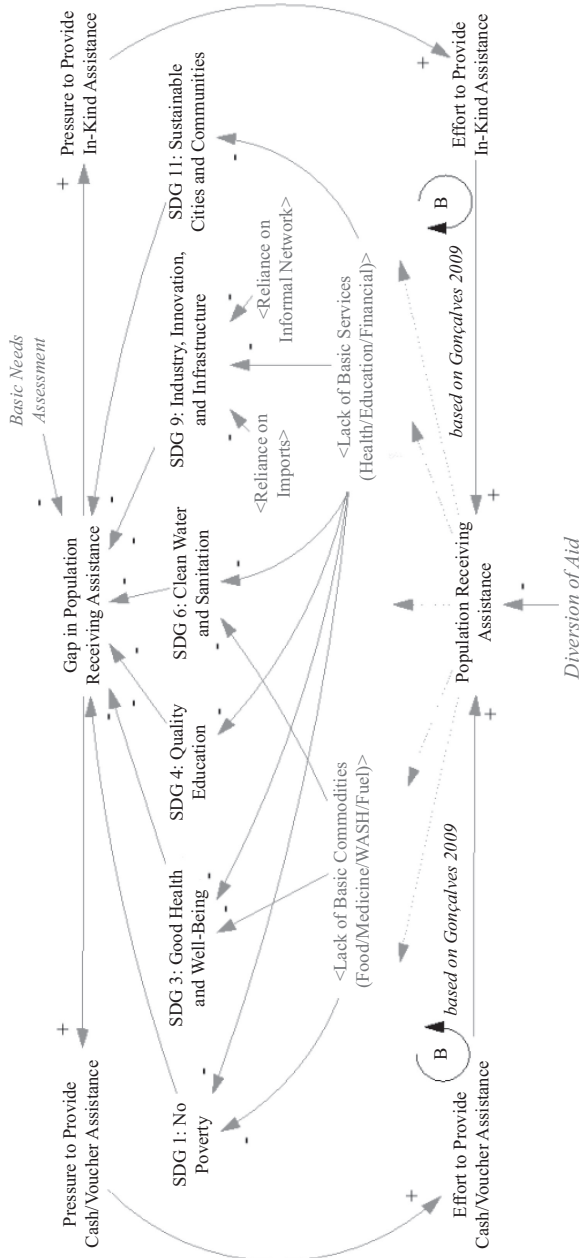 Basic Needs
Assessment
Pressure to Provide
Cash/Voucher Assistance
+
Gap in Population
Receiving Assistance
-
-
-
-
-
-
-
+
Pressure to Provide
In-Kind Assistance
SDG 1: No
Poverty
-
-
SDG 3: Good Health
and Well-Being
-
-
SDG 4: Quality
Education
-
SDG 6: Clean Water
and Sanitation
-
-
SDG 9: Industry, Innovation,
and Infrastructure
-
-
-
SDG 11: Sustainable
Cities and Communities
-
<Reliance on
Imports>
<Reliance on
Informal Network>
<Lack of Basic Commodities
(Food/Medicine/WASH/Fuel)>
<Lack of Basic Services
(Health/Education/Financial)>
B
based on Gonçalves 2009
B
based on Gonçalves 2009
+
Effort to Provide
Cash/Voucher Assistance
+
Population Receiving
Assistance
+
-
+
Effort to Provide
In-Kind Assistance
Diversion of Aid